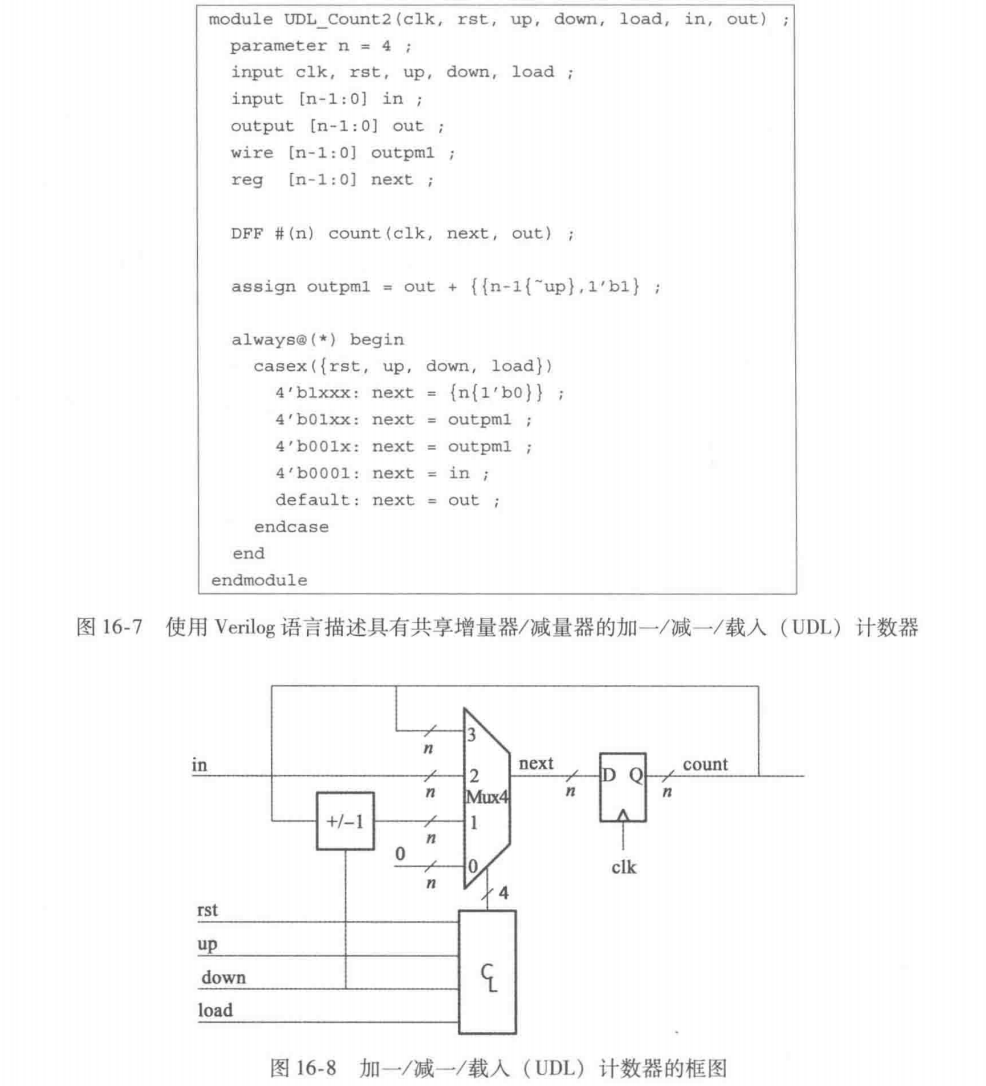 module UDL_Count2(clk, rst, up, down, load, in, out) ;
parameter n = 4 ;
input clk, rst, up, down, load ;
input [n-1:0] in ;
output [n-1:0] out ;
wire [n-1:0] outpm1 ;
reg [n-1:0] next ;
DFF #(n) count(clk, next, out) ;
assign outpm1 = out + {{n-1{~up},1'b1} ;
always@(*) begin
casex({rst, up, down, load})
4'b1xxx: next = {n{1'b0}} ;
4'b01xx: next = outpm1 ;
4'b001x: next = outpm1 ;
4'b0001: next = in ;
default: next = out ;
endcase
end
endmodule
图 16-7 使用 Verilog 语言描述具有共享增量器/减量器的加一/减一/载入（UDL）计数器
3
n
in
2
n
Mux4
next
n
D Q
n
count
+/-1
1
n
0
0
n
clk
4
rst
up
down
load
CL
图 16-8 加一/减一/载入（UDL）计数器的框图